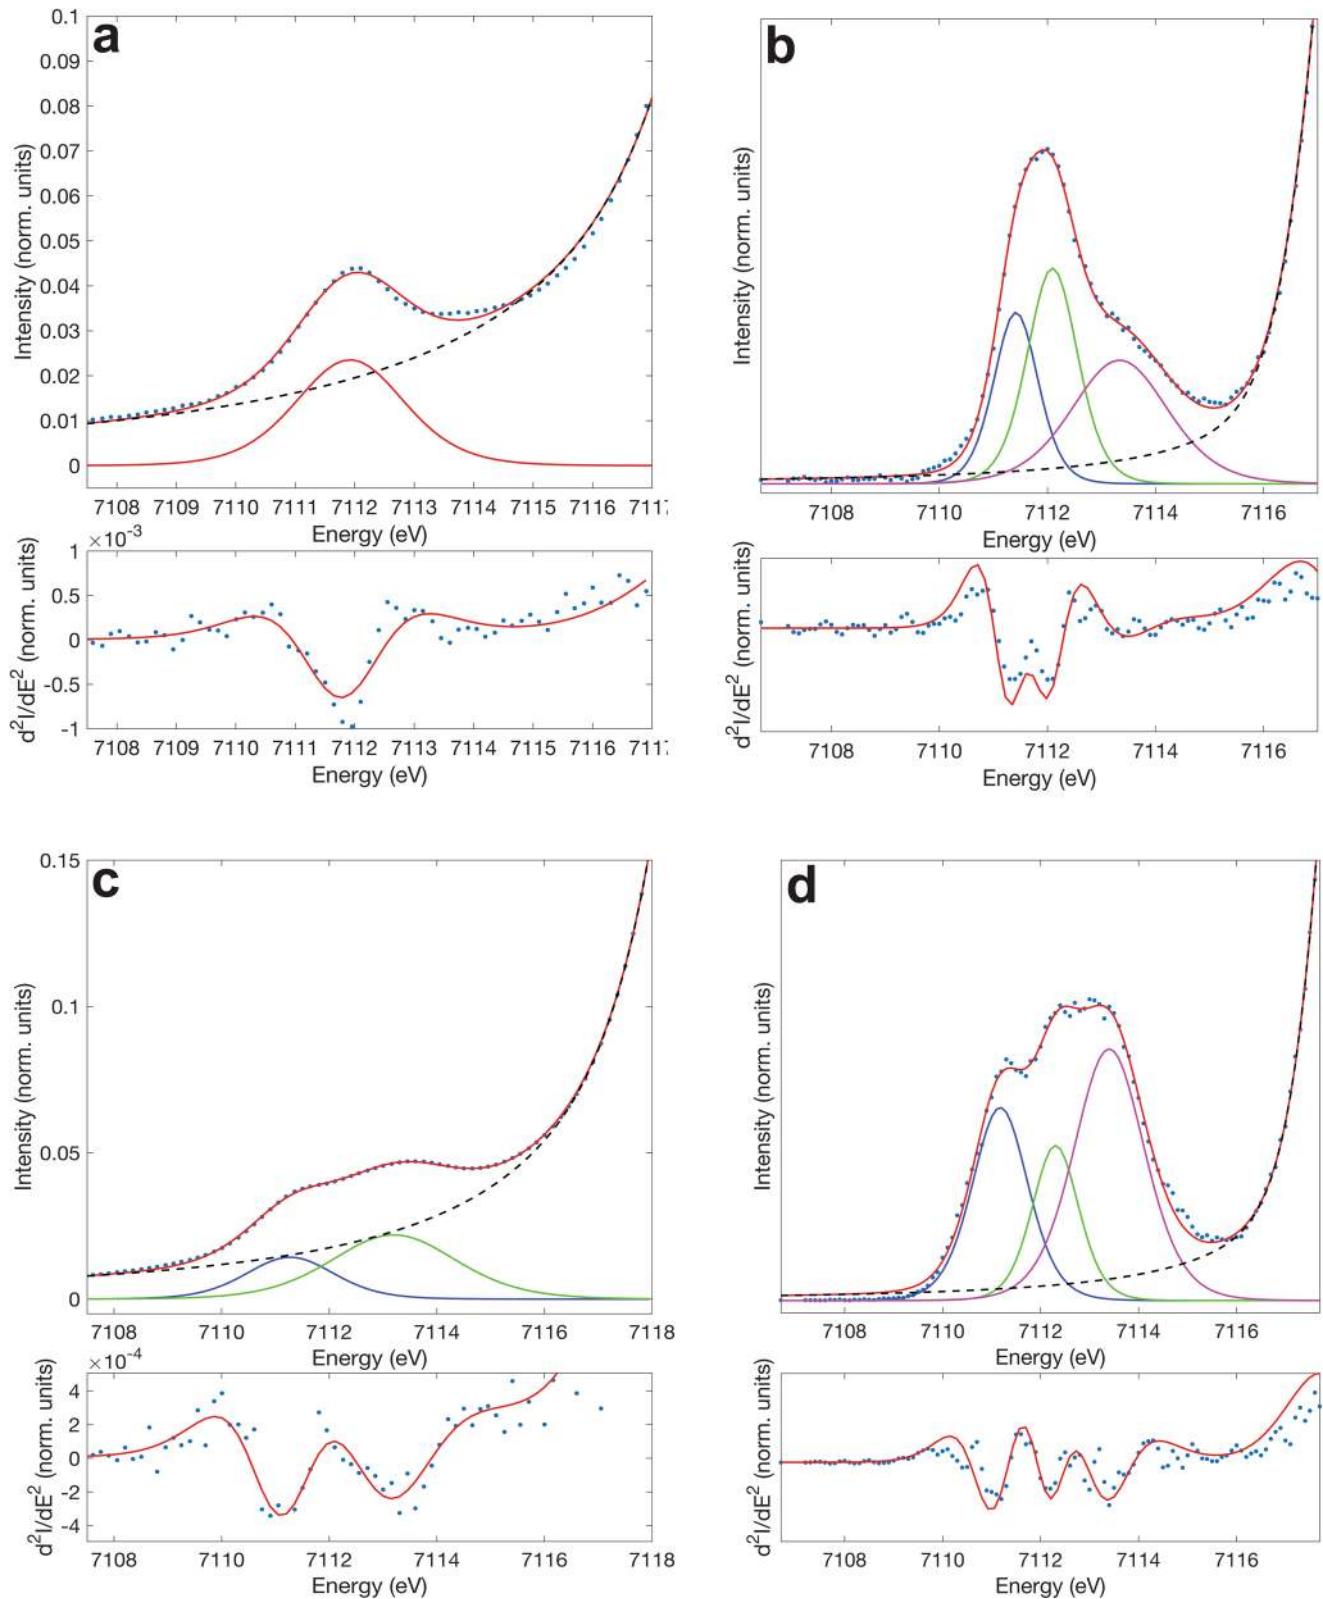 a
0.1
0.09
0.08
0.07
0.06
0.05
0.04
0.03
0.02
0.01
0
Intensity (norm. units)
7108 7109 7110 7111 7112 7113 7114 7115 7116 711
Energy (eV)
×10-3
1
0.5
0
-0.5
-1
d2I/dE2 (norm. units)
7108 7109 7110 7111 7112 7113 7114 7115 7116 711
Energy (eV)
b
Intensity (norm. units)
7108 7110 7112 7114 7116
Energy (eV)
d2I/dE2 (norm. units)
7108 7110 7112 7114 7116
Energy (eV)
c
0.15
0.1
0.05
0
Intensity (norm. units)
7108 7110 7112 7114 7116 7118
Energy (eV)
×10-4
4
2
0
-2
-4
d2I/dE2 (norm. units)
7108 7110 7112 7114 7116 7118
Energy (eV)
d
Intensity (norm. units)
7108 7110 7112 7114 7116
Energy (eV)
d2I/dE2 (norm. units)
7108 7110 7112 7114 7116
Energy (eV)